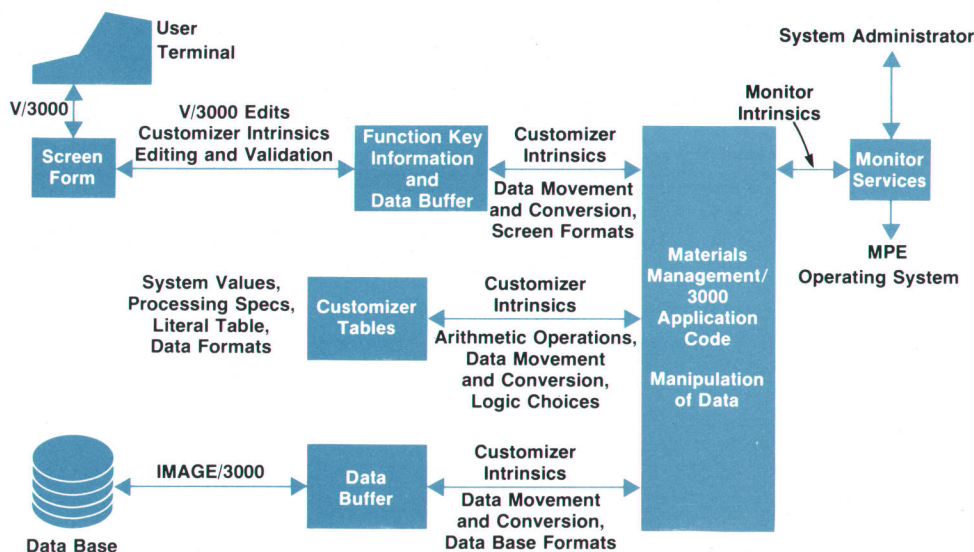 User
Terminal
V/3000
Screen
Form
V/3000 Edits
Customizer Intrinsics
Editing and Validation
Function Key
Information
and
Data Buffer
Customizer
Intrinsics
Data Movement
and Conversion,
Screen Formats
System Administrator
Monitor
Intrinsics
Monitor
Services
MPE
Operating System
Materials
Management/
3000
Application
Code
Manipulation
of Data
System Values,
Processing Specs,
Literal Table,
Data Formats
Customizer
Tables
Customizer
Intrinsics
Arithmetic Operations,
Data Movement
and Conversion,
Logic Choices
Data Base
IMAGE/3000
Data
Buffer
Customizer
Intrinsics
Data Movement
and Conversion,
Data Base Formats